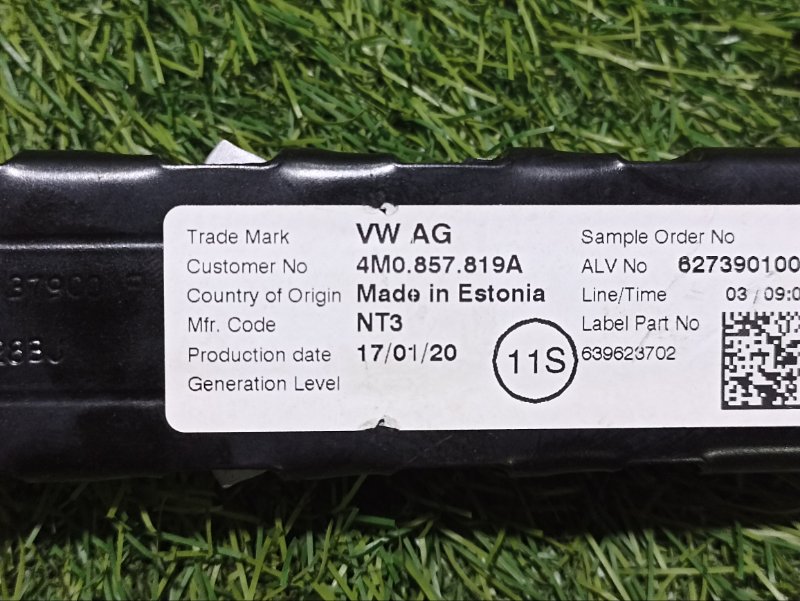 Trade Mark VW AG Sample Order No
Customer No 4M0.857.819A ALV No 627390100
Country of Origin Made in Estonia Line/Time 03/09:0
Mfr. Code NT3 Label Part No
Production date 17/01/20 11S 639623702
Generation Level